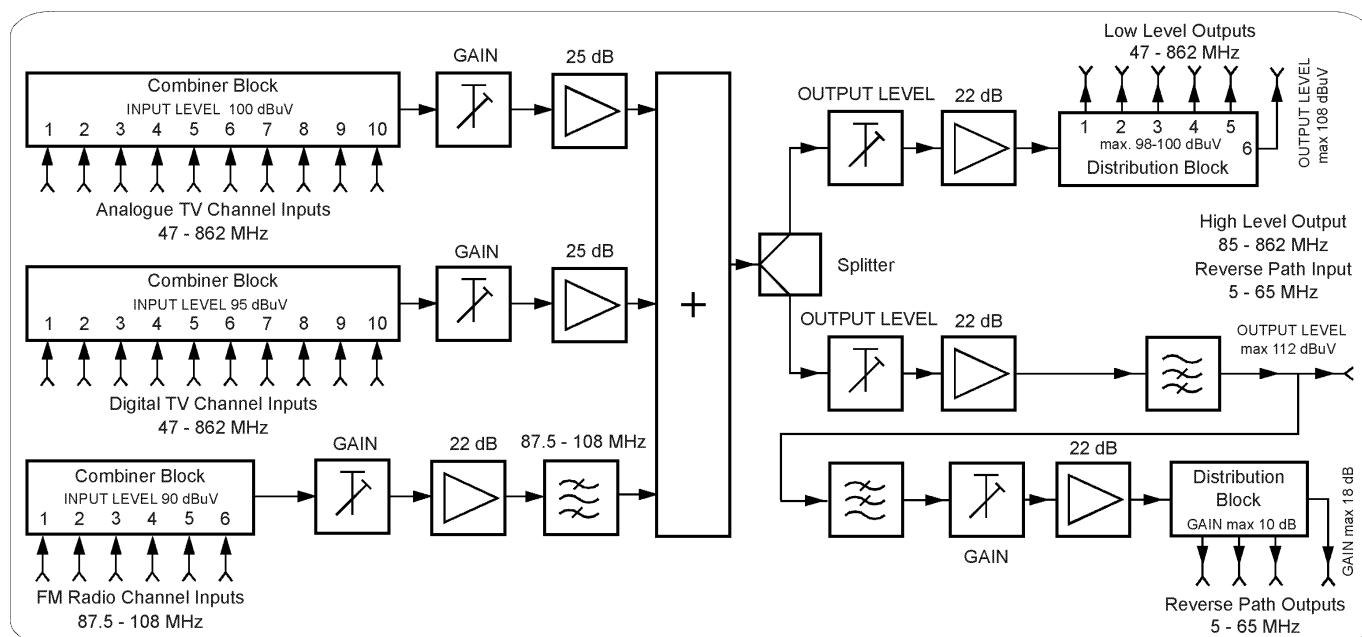 Combiner Block
INPUT LEVEL 100 dBuV
1 2 3 4 5 6 7 8 9 10
Analogue TV Channel Inputs
47 - 862 MHz
GAIN
25 dB
Combiner Block
INPUT LEVEL 95 dBuV
1 2 3 4 5 6 7 8 9 10
Digital TV Channel Inputs
47 - 862 MHz
GAIN
25 dB
Combiner Block
INPUT LEVEL 90 dBuV
1 2 3 4 5 6
FM Radio Channel Inputs
87.5 - 108 MHz
GAIN
22 dB
87.5 - 108 MHz
+
Splitter
OUTPUT LEVEL
22 dB
Low Level Outputs
47 - 862 MHz
1 2 3 4 5
6
max. 98-100 dBuV
Distribution Block
OUTPUT LEVEL
max 108 dBuV
High Level Output
85 - 862 MHz
Reverse Path Input
5 - 65 MHz
OUTPUT LEVEL
22 dB
OUTPUT LEVEL
max 112 dBuV
GAIN
22 dB
Distribution
Block
GAIN max 10 dB
GAIN max 18 dB
Reverse Path Outputs
5 - 65 MHz